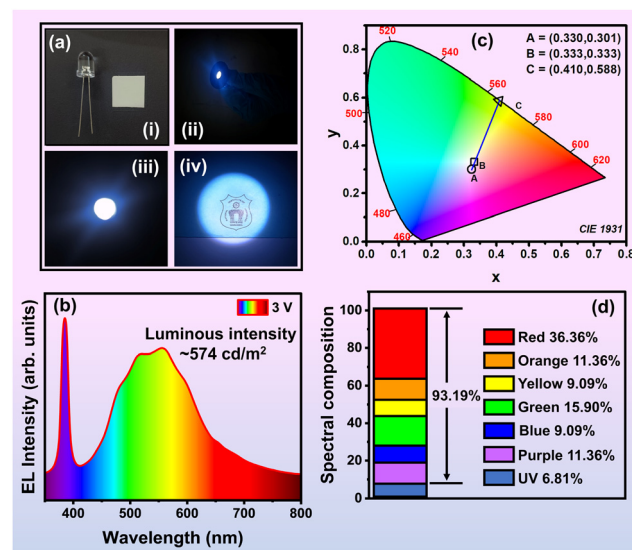 (a)
(i)
(ii)
(iii)
(iv)
(c)
A = (0.330,0.301)
B = (0.333,0.333)
C = (0.410,0.588)
520
540
560
580
600
620
500
480
460
C
B
A
CIE 1931
0.8
0.6
0.4
0.2
0.0
y
0.0 0.1 0.2 0.3 0.4 0.5 0.6 0.7 0.8
x
(b)
3 V
Luminous intensity
~574 cd/m²
EL Intensity (arb. units)
400 500 600 700 800
Wavelength (nm)
(d)
Spectral composition
100
80
60
40
20
0
93.19%
Red 36.36%
Orange 11.36%
Yellow 9.09%
Green 15.90%
Blue 9.09%
Purple 11.36%
UV 6.81%